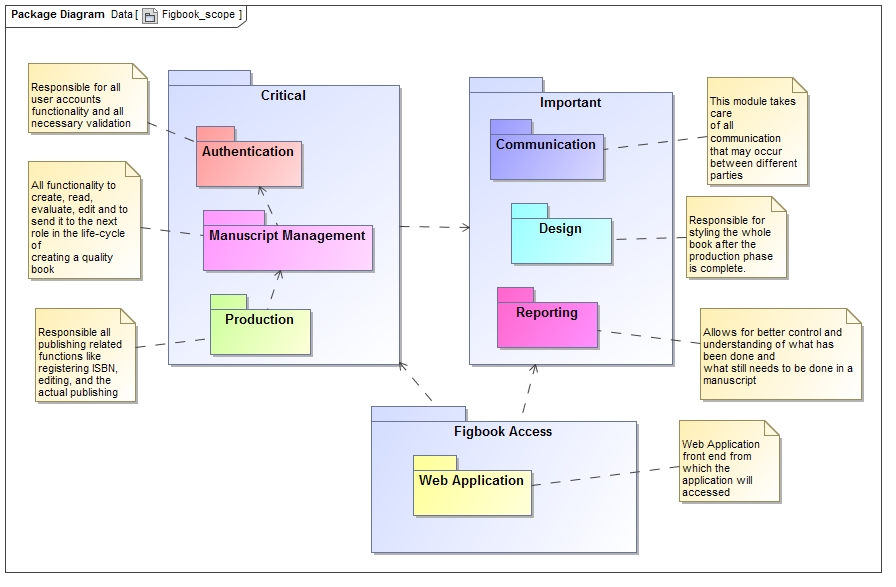 Package Diagram Data [ Figbook_scope ]
Responsible for all
user accounts
functionality and all
necessary validation
All functionality to
create, read,
evaluate, edit and to
send it to the next
role in the life-cycle
of
creating a quality
book
Responsible all
publishing related
functions like
registering ISBN,
editing, and the
actual publishing
Critical
Authentication
Manuscript Management
Production
Important
Communication
Design
Reporting
This module takes
care
of all
communication
that may occur
between different
parties
Responsible for
styling the whole
book after the
production phase
is complete.
Allows for better control and
understanding of what has
been done and
what still needs to be done in a
manuscript
Figbook Access
Web Application
Web Application
front end from
which the
application will
accessed